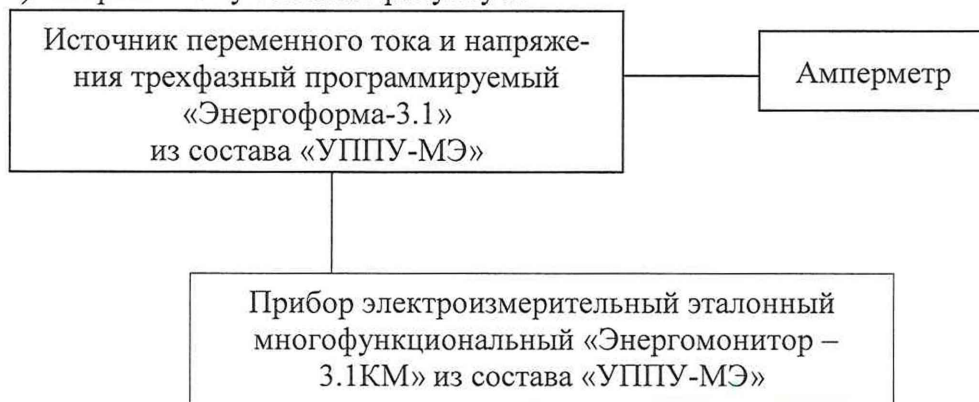 Источник переменного тока и напряже-
ния трехфазный программируемый
«Энергоформа-3.1»
из состава «УППУ-МЭ»
Амперметр
Прибор электроизмерительный эталонный
многофункциональный «Энергомонитор –
3.1КМ» из состава «УППУ-МЭ»